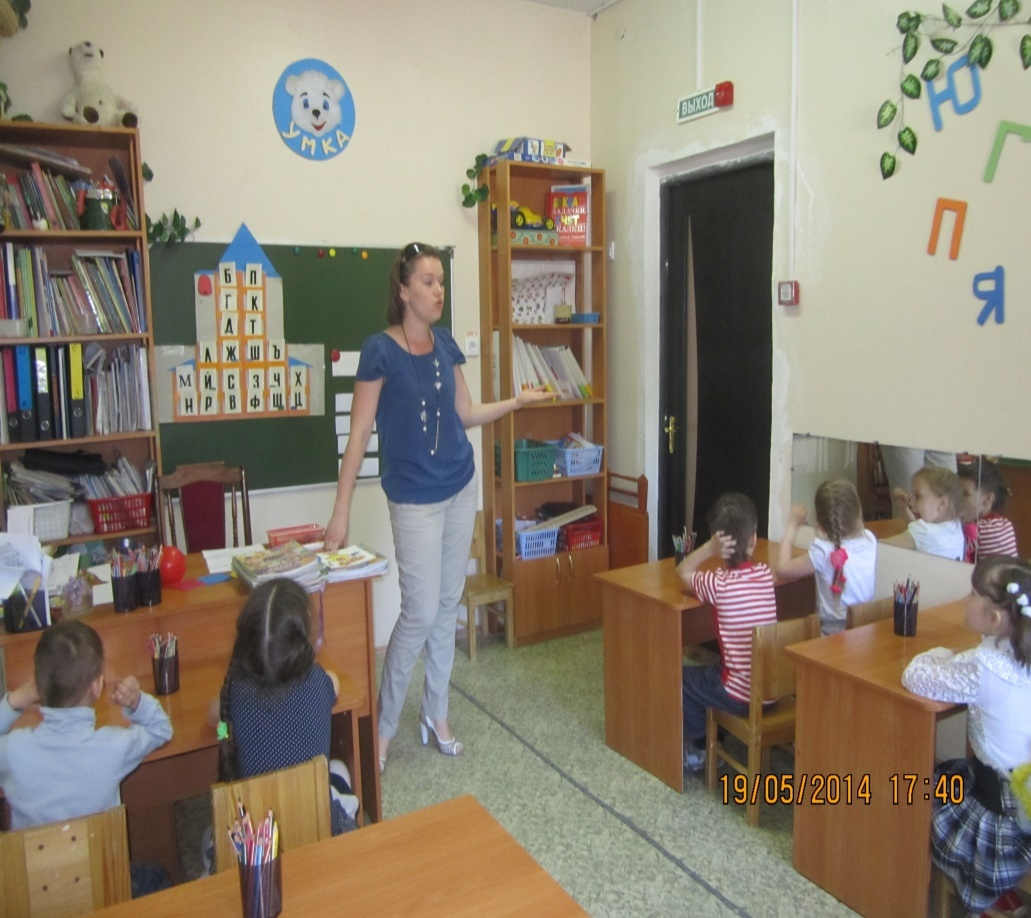 УМКА
ВЫХОД
Ю
Г
П
Я
Б П
Г К
Д Т
Л Ж Ш Ъ
М Й С З Ч Х
Н Р В Ф Щ Ц
19/05/2014 17:40